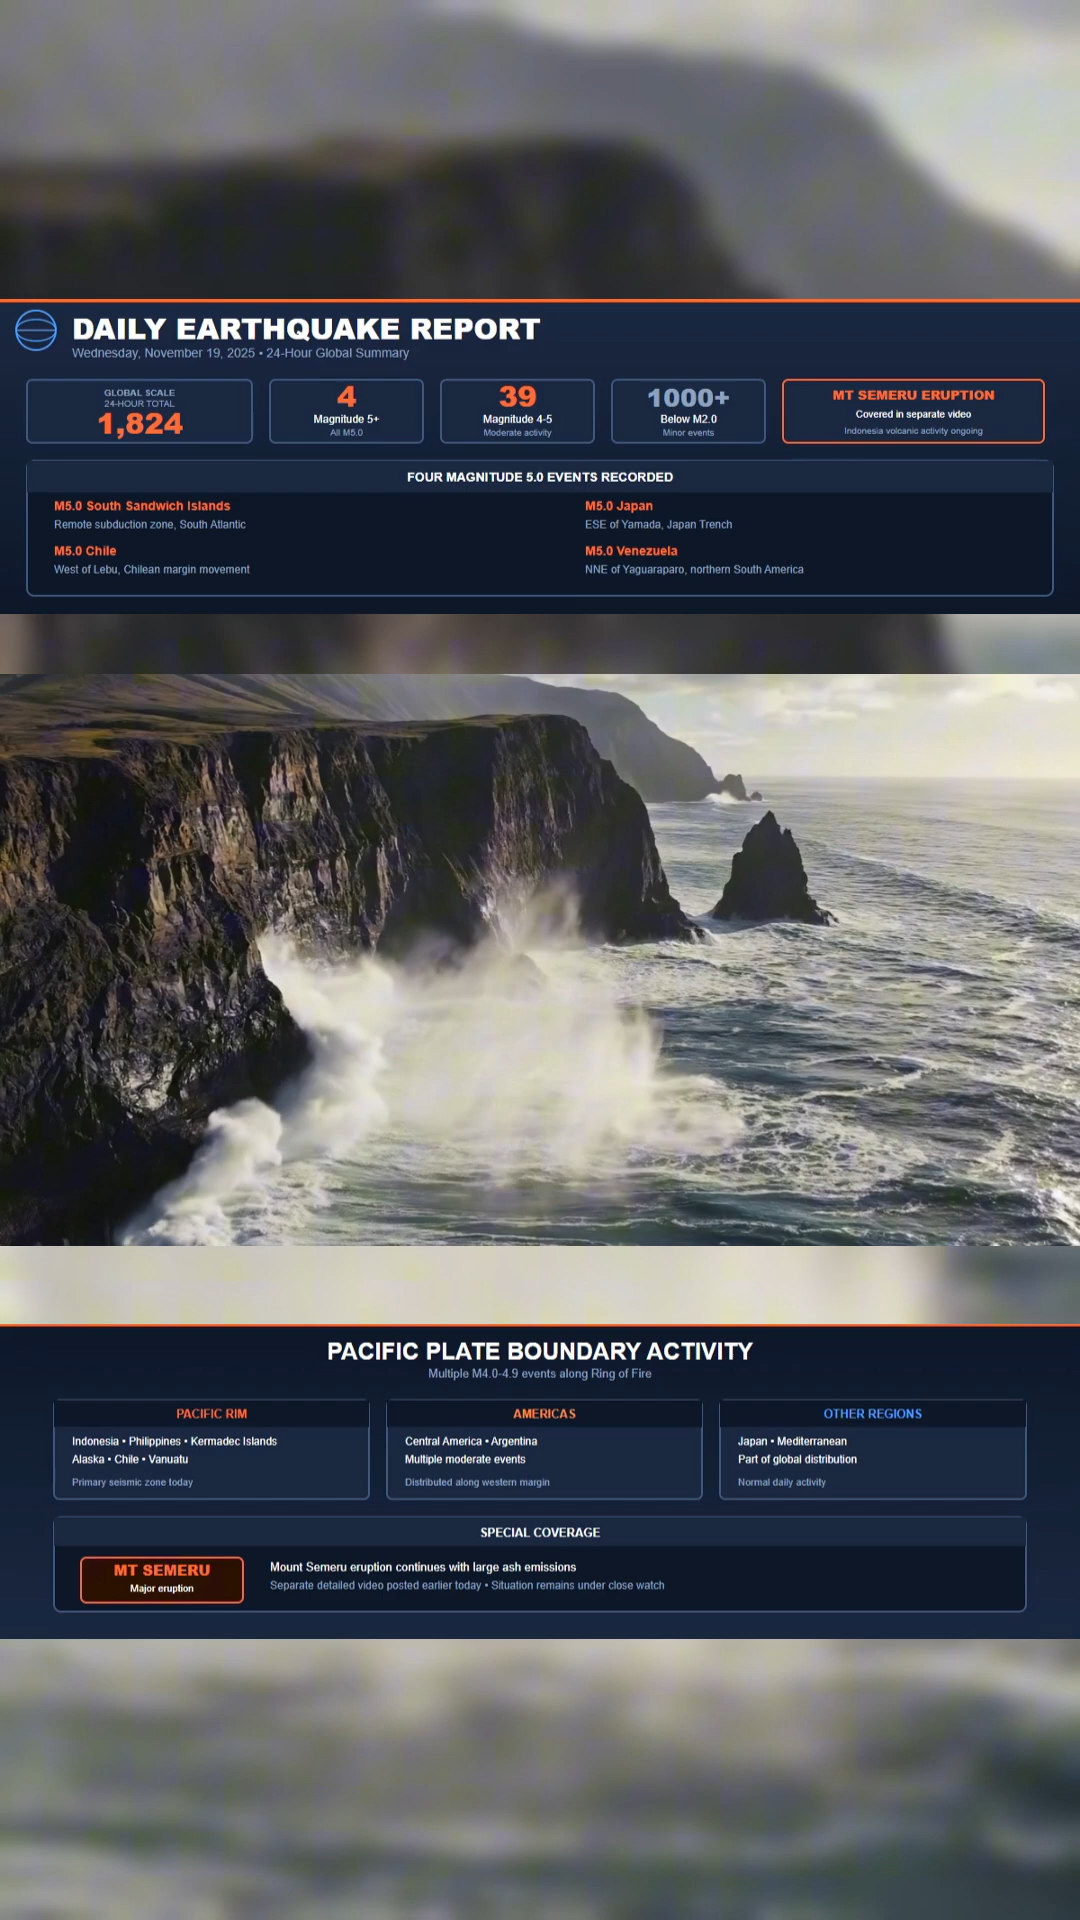 DAILY EARTHQUAKE REPORT
Wednesday, November 19, 2025 • 24-Hour Global Summary
GLOBAL SCALE
24-HOUR TOTAL
1,824
4
Magnitude 5+
All M5.0
39
Magnitude 4-5
Moderate activity
1000+
Below M2.0
Minor events
MT SEMERU ERUPTION
Covered in separate video
Indonesia volcanic activity ongoing
FOUR MAGNITUDE 5.0 EVENTS RECORDED
M5.0 South Sandwich Islands
Remote subduction zone, South Atlantic
M5.0 Japan
ESE of Yamada, Japan Trench
M5.0 Chile
West of Lebu, Chilean margin movement
M5.0 Venezuela
NNE of Yaguaraparo, northern South America
PACIFIC PLATE BOUNDARY ACTIVITY
Multiple M4.0-4.9 events along Ring of Fire
PACIFIC RIM
Indonesia • Philippines • Kermadec Islands
Alaska • Chile • Vanuatu
Primary seismic zone today
AMERICAS
Central America • Argentina
Multiple moderate events
Distributed along western margin
OTHER REGIONS
Japan • Mediterranean
Part of global distribution
Normal daily activity
SPECIAL COVERAGE
MT SEMERU
Major eruption
Mount Semeru eruption continues with large ash emissions
Separate detailed video posted earlier today • Situation remains under close watch